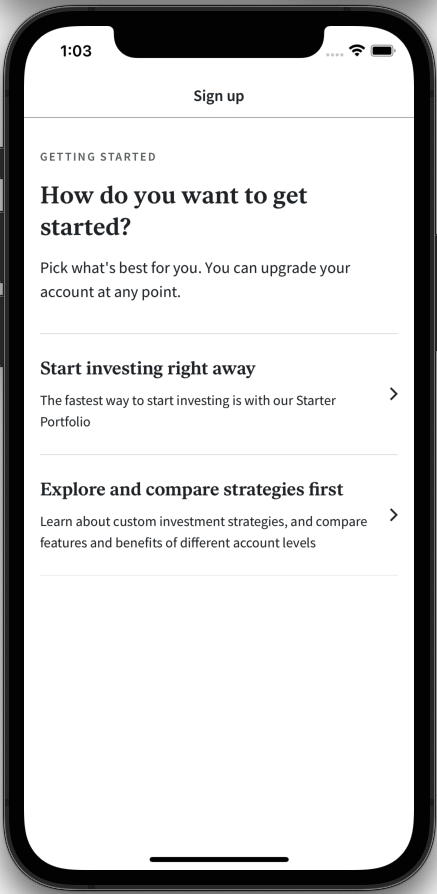 1:03
Sign up
GETTING STARTED
How do you want to get
started?
Pick what's best for you. You can upgrade your
account at any point.
Start investing right away
The fastest way to start investing is with our Starter
Portfolio
Explore and compare strategies first
Learn about custom investment strategies, and compare
features and benefits of different account levels